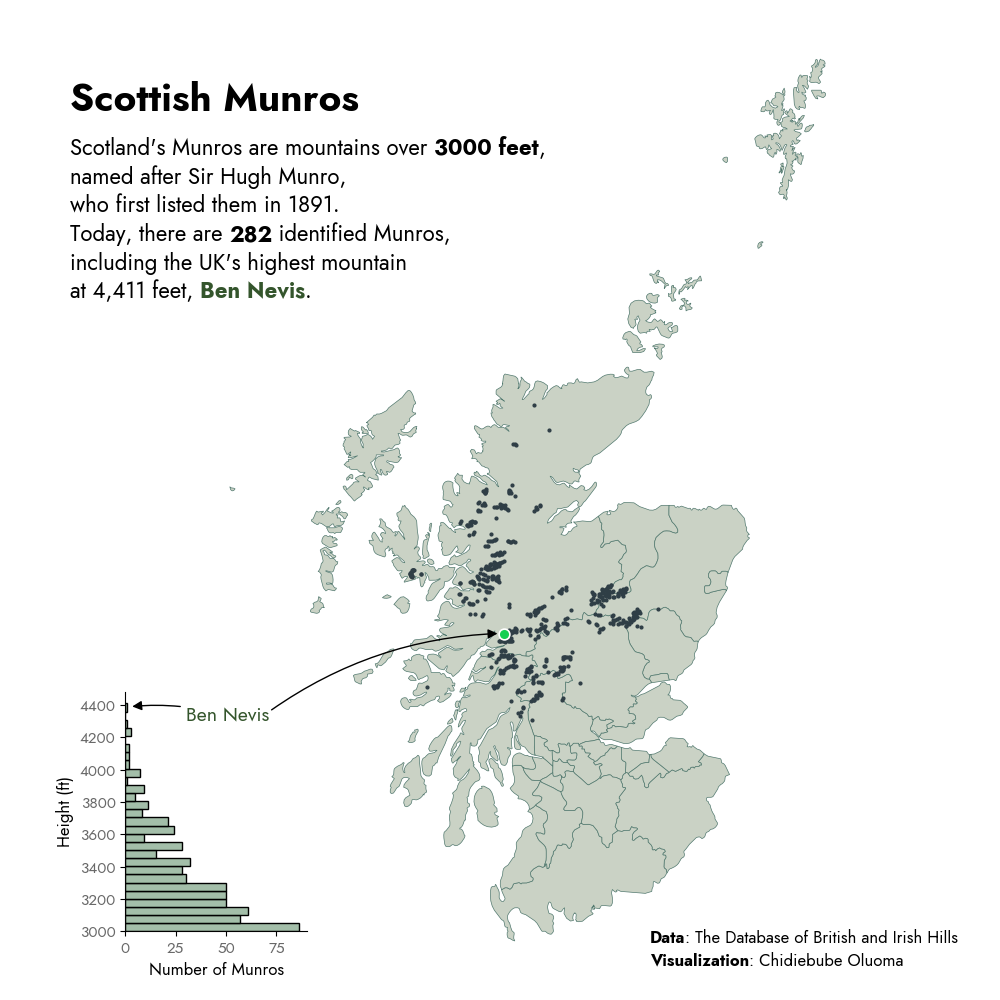 Scottish Munros
Scotland's Munros are mountains over 3000 feet,
named after Sir Hugh Munro,
who first listed them in 1891.
Today, there are 282 identified Munros,
including the UK's highest mountain
at 4,411 feet, Ben Nevis.
Ben Nevis
Height (ft)
4400
4200
4000
3800
3600
3400
3200
3000
0 25 50 75
Number of Munros
Data: The Database of British and Irish Hills
Visualization: Chidiebube Oluoma